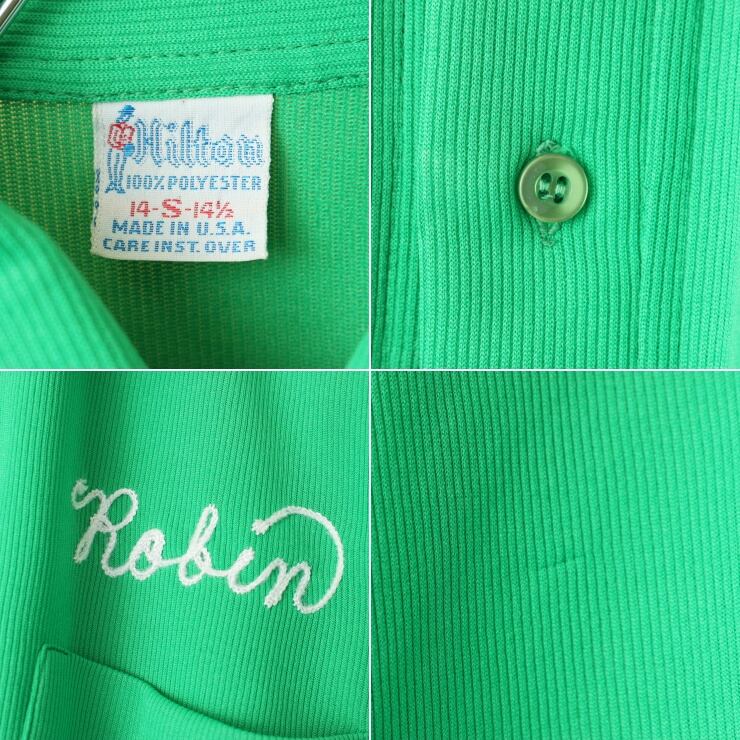 Hilton
100% POLYESTER
14-S-14½
MADE IN U.S.A.
CARE INST. OVER
Robin